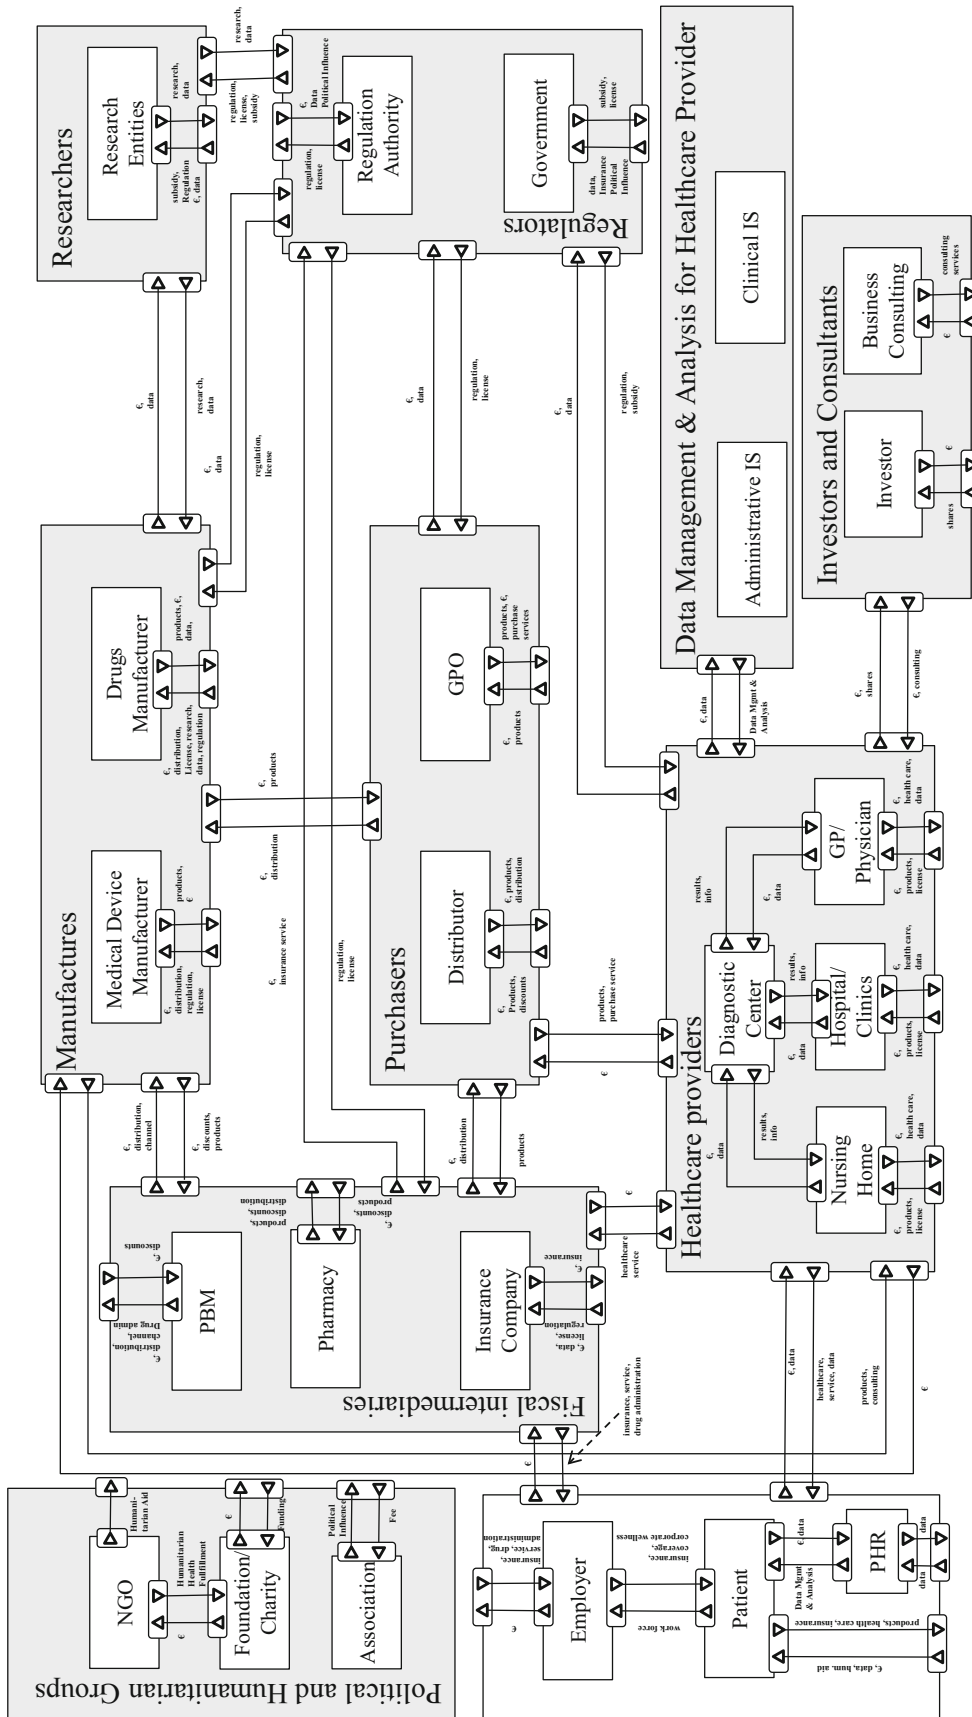 Researchers
Research
Entities
subsidy,
Regulation
€, data
research,
data
research,
data
regulation,
license,
subsidy
€, Data
Political Influence
regulation,
license
Regulation
Authority
Government
data,
Insurance
Political
Influence
subsidy,
license
Regulators
€,
data
research,
data
€,
data
regulation,
license
€,
data
regulation,
license
€,
data
regulation,
subsidy
Manufactures
Medical Device
Manufacturer
€,
distribution,
regulation,
license
products,
€
Drugs
Manufacturer
€,
distribution,
License, research,
data, regulation
products, €,
data,
€,
products
€,
distribution
€,
insurance service
regulation,
license
Purchasers
Distributor
€,
Products,
discounts
€, products,
distribution
GPO
€,
products
products, €,
purchase
services
€
products,
purchase service
Data Management & Analysis for Healthcare Provider
Administrative IS
Clinical IS
€, data
Data Mgmt &
Analysis
Investors and Consultants
Investor
shares
€
Business
Consulting
€
consulting
services
€,
shares
€, consulting
Healthcare providers
Diagnostic
Center
results,
info
€,
data
€,
data
results,
info
€,
data
results,
info
Nursing
Home
€,
products,
license
€,
health care,
data
Hospital/
Clinics
€,
products,
license
€,
health care,
data
GP/
Physician
€,
products,
license
€,
health care,
data
€,
distribution,
channel
€,
discounts,
products
€,
distribution
products
€
healthcare
service
Fiscal intermediaries
PBM
€,
discounts
€,
distribution,
channel,
Drug admin
Pharmacy
products,
discounts,
distribution
€,
discounts,
products
Insurance
Company
€, data,
license,
regulation
€,
insurance
€
insurance, service,
drug administration
€, data
healthcare,
service, data
products,
consulting
€
Political and Humanitarian Groups
NGO
Humani-
tarian Aid
€
Humanitarian
Health
Fullfillment
Foundation/
Charity
€
Funding
Association
Political
Influence
Fee
Employer
€
insurance,
service, drug,
administration
work force
insurance,
coverage,
corporate wellness
Patient
Data Mgmt
& Analysis
€, data
PHR
data
data
€, data, hum. aid
products, health care, insurance